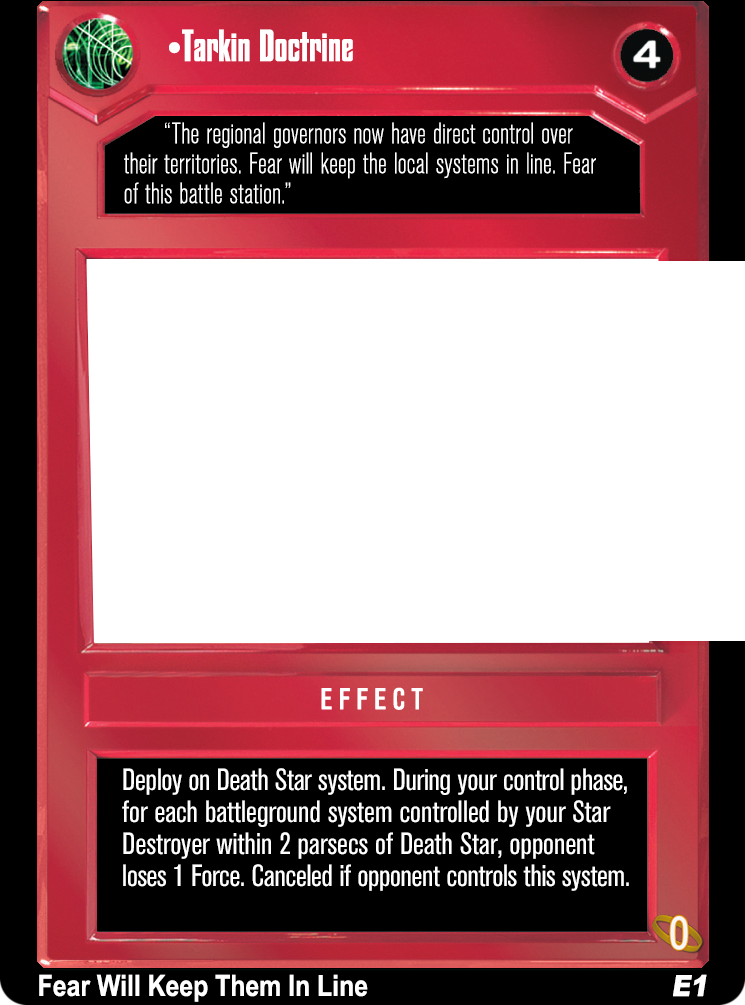 •Tarkin Doctrine
4
“The regional governors now have direct control over
their territories. Fear will keep the local systems in line. Fear
of this battle station.”
EFFECT
Deploy on Death Star system. During your control phase,
for each battleground system controlled by your Star
Destroyer within 2 parsecs of Death Star, opponent
loses 1 Force. Canceled if opponent controls this system.
0
Fear Will Keep Them In Line
E1